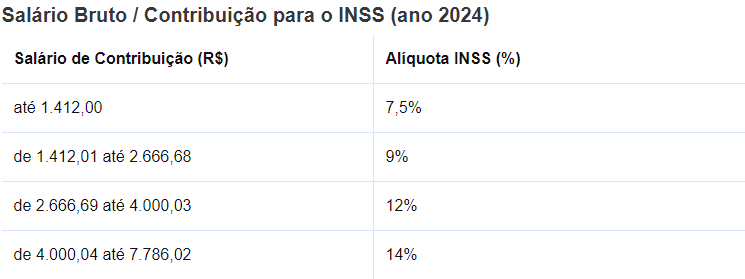 Salário Bruto / Contribuição para o INSS (ano 2024)
Salário de Contribuição (R$) Alíquota INSS (%)
até 1.412,00 7,5%
de 1.412,01 até 2.666,68 9%
de 2.666,69 até 4.000,03 12%
de 4.000,04 até 7.786,02 14%